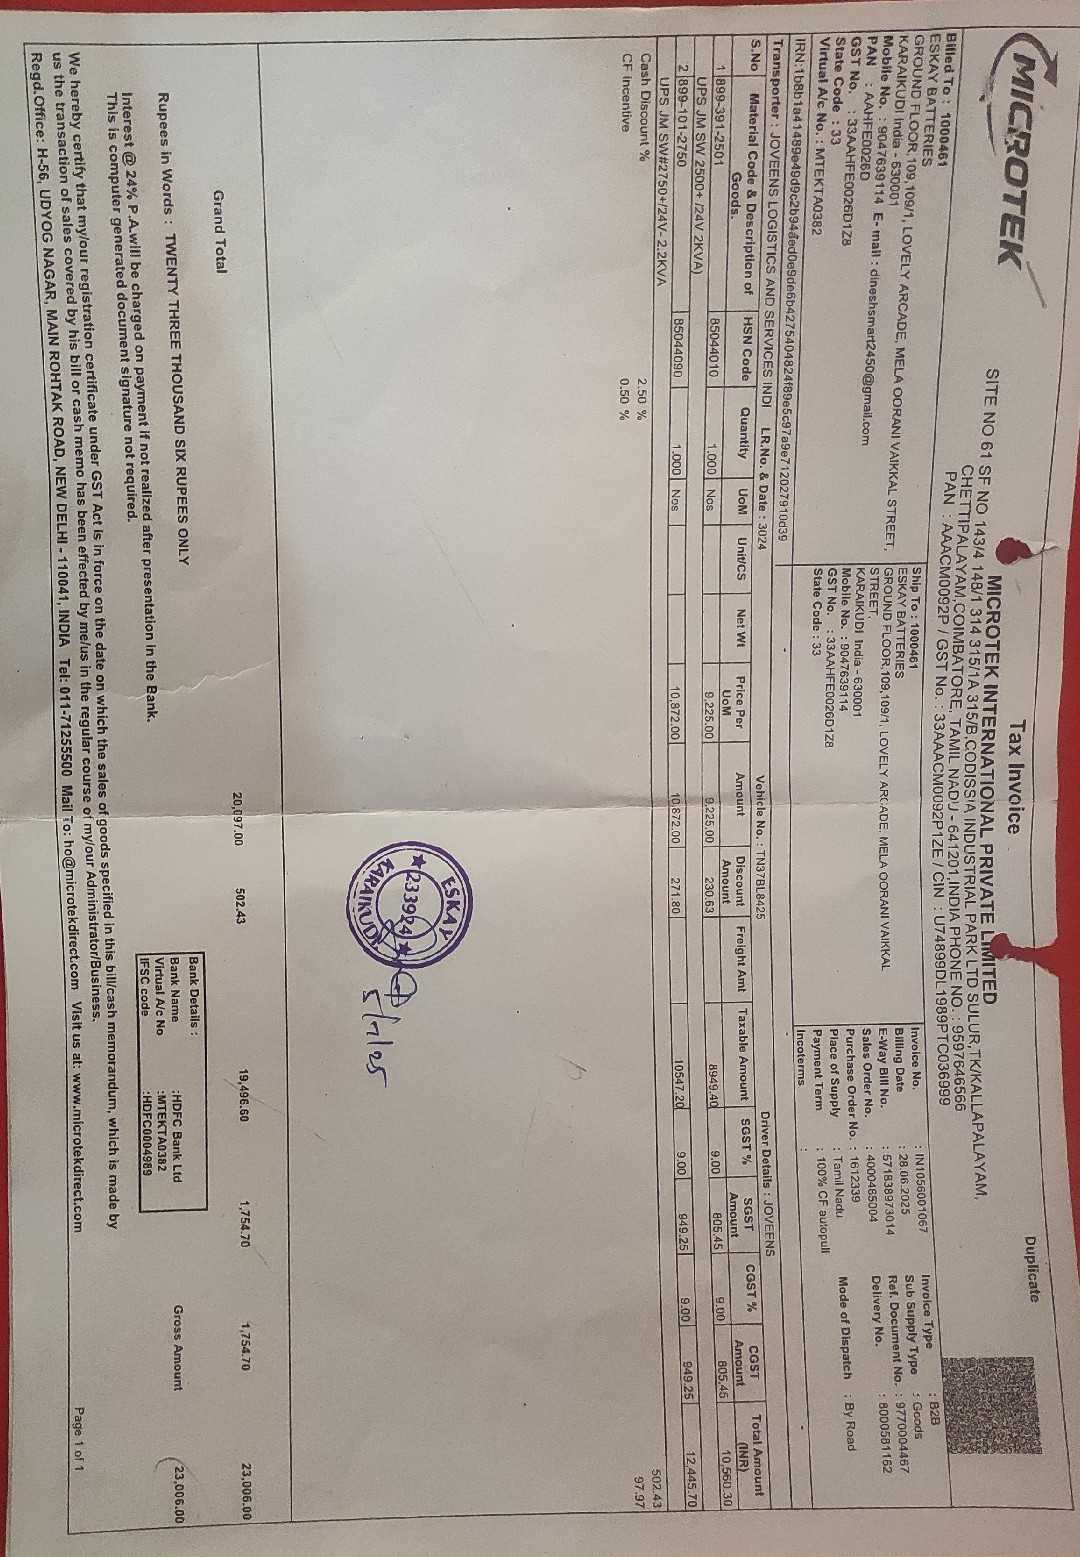 Tax Invoice
Duplicate
MICROTEK
MICROTEK INTERNATIONAL PRIVATE LIMITED
SITE NO 61 SF NO 143/4 148/1 314 315/1A 315/B,CODISSIA INDUSTRIAL PARK LTD SULUR,TK/KALLAPALAYAM,
CHETTIPALAYAM,COIMBATORE, TAMIL NADU - 641201,INDIA PHONE NO. : 9597646566
PAN : AAACM0092P / GST No. : 33AAACM0092P1ZE / CIN : U74899DL1989PTC036999
Billed To : 1000461
ESKAY BATTERIES
GROUND FLOOR,109,109/1, LOVELY ARCADE, MELA OORANI VAIKKAL STREET,
KARAIKUDI India - 630001
Mobile No. : 9047639114 E- mail : dineshsmart2450@gmail.com
PAN : AAHFE0026D
GST No. : 33AAHFE0026D1Z8
State Code : 33
Virtual A/c No. : MTEKTA0382
Ship To : 1000461
ESKAY BATTERIES
GROUND FLOOR,109,109/1, LOVELY ARCADE, MELA OORANI VAIKKAL
STREET,
KARAIKUDI India - 630001
Mobile No. : 9047639114
GST No. : 33AAHFE0026D1Z8
State Code : 33
Invoice No. : IN1056001067
Billing Date : 28.06.2025
E-Way Bill No. : 571838973014
Sales Order No. : 4000465004
Purchase Order No. : 1612339
Place of Supply : Tamil Nadu
Payment Term : 100% CF autopull
Incoterms :
Invoice Type : B2B
Sub Supply Type : Goods
Ref. Document No. : 9770004467
Delivery No. : 8000581162
Mode of Dispatch : By Road
IRN:1b8b1a41489e49d9c2b94ded0e9de6b4275404824f89e5c97a9e712027910d39 - - -
Transporter : JOVEENS LOGISTICS AND SERVICES INDI LR.No. & Date : 3024 Vehicle No. : TN37BL8425 Driver Details : JOVEENS
S.No Material Code & Description of Goods. HSN Code Quantity UoM Unit/CS Net Wt Price Per UoM Amount Discount Amount Freight Amt Taxable Amount SGST % SGST Amount CGST % CGST Amount Total Amount (INR)
1 899-391-2501 85044010 1.000 Nos 9,225.00 9,225.00 230.63 8949.40 9.00 805.45 9.00 805.45 10,560.30
UPS JM SW 2500+ /24V 2KVA)
2 899-101-2750 85044090 1.000 Nos 10,872.00 10,872.00 271.80 10547.20 9.00 949.25 9.00 949.25 12,445.70
UPS JM SW#2750+/24V- 2.2KVA
Cash Discount % 2.50 % 502.43
CF Incentive 0.50 % 97.97
ESKAY
★ 233924 ★
KARAIKUDI
5/7/25
Grand Total 20,097.00 502.43 19,496.60 1,754.70 1,754.70 23,006.00
Rupees in Words : TWENTY THREE THOUSAND SIX RUPEES ONLY
Gross Amount 23,006.00
Bank Details :
Bank Name :HDFC Bank Ltd
Virtual A/c No :MTEKTA0382
IFSC code :HDFC0004989
Interest @ 24% P.A.will be charged on payment if not realized after presentation in the Bank.
This is computer generated document signature not required.
We hereby certify that my/our registration certificate under GST Act is in force on the date on which the sales of goods specified in this bill/cash memorandum, which is made by
us the transaction of sales covered by his bill or cash memo has been effected by me/us in the regular course of my/our Administrator/Business.
Regd.Office: H-56, UDYOG NAGAR, MAIN ROHTAK ROAD, NEW DELHI - 110041, INDIA Tel: 011-71255500 Mail To: ho@microtekdirect.com Visit us at: www.microtekdirect.com
Page 1 of 1